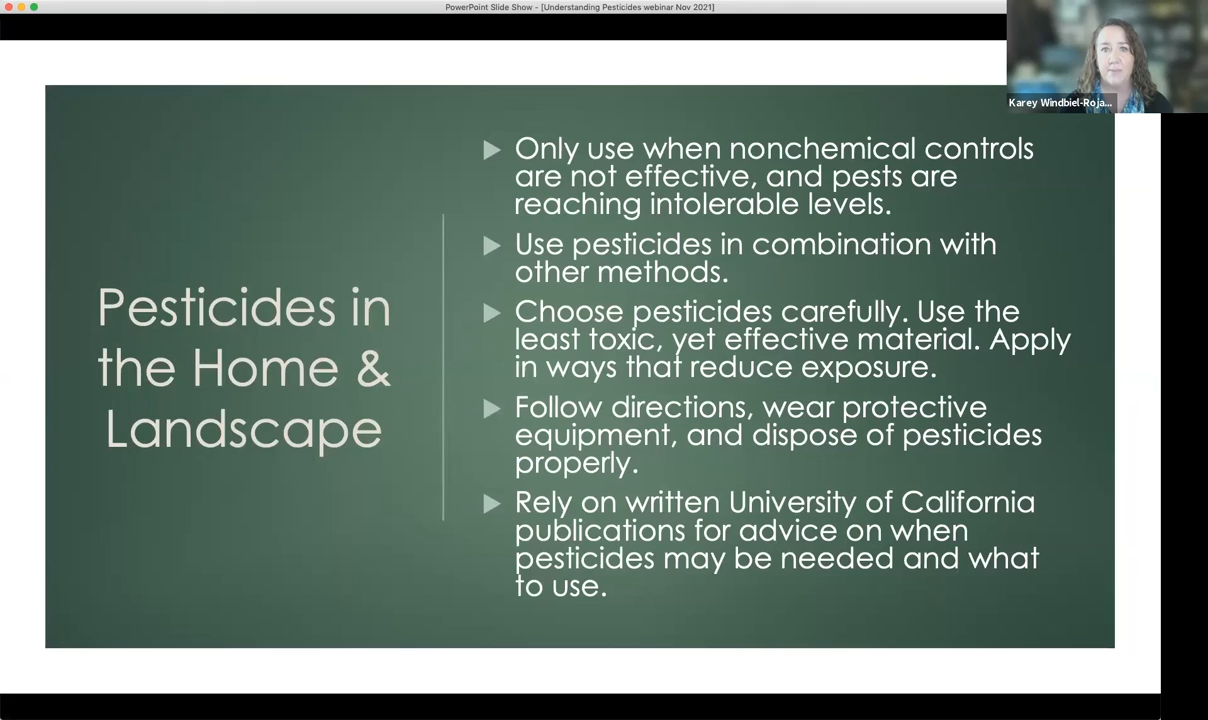 PowerPoint Slide Show - [Understanding Pesticides webinar Nov 2021]
Karey Windbiel-Roja...
Pesticides in
the Home &
Landscape
Only use when nonchemical controls
are not effective, and pests are
reaching intolerable levels.
Use pesticides in combination with
other methods.
Choose pesticides carefully. Use the
least toxic, yet effective material. Apply
in ways that reduce exposure.
Follow directions, wear protective
equipment, and dispose of pesticides
properly.
Rely on written University of California
publications for advice on when
pesticides may be needed and what
to use.